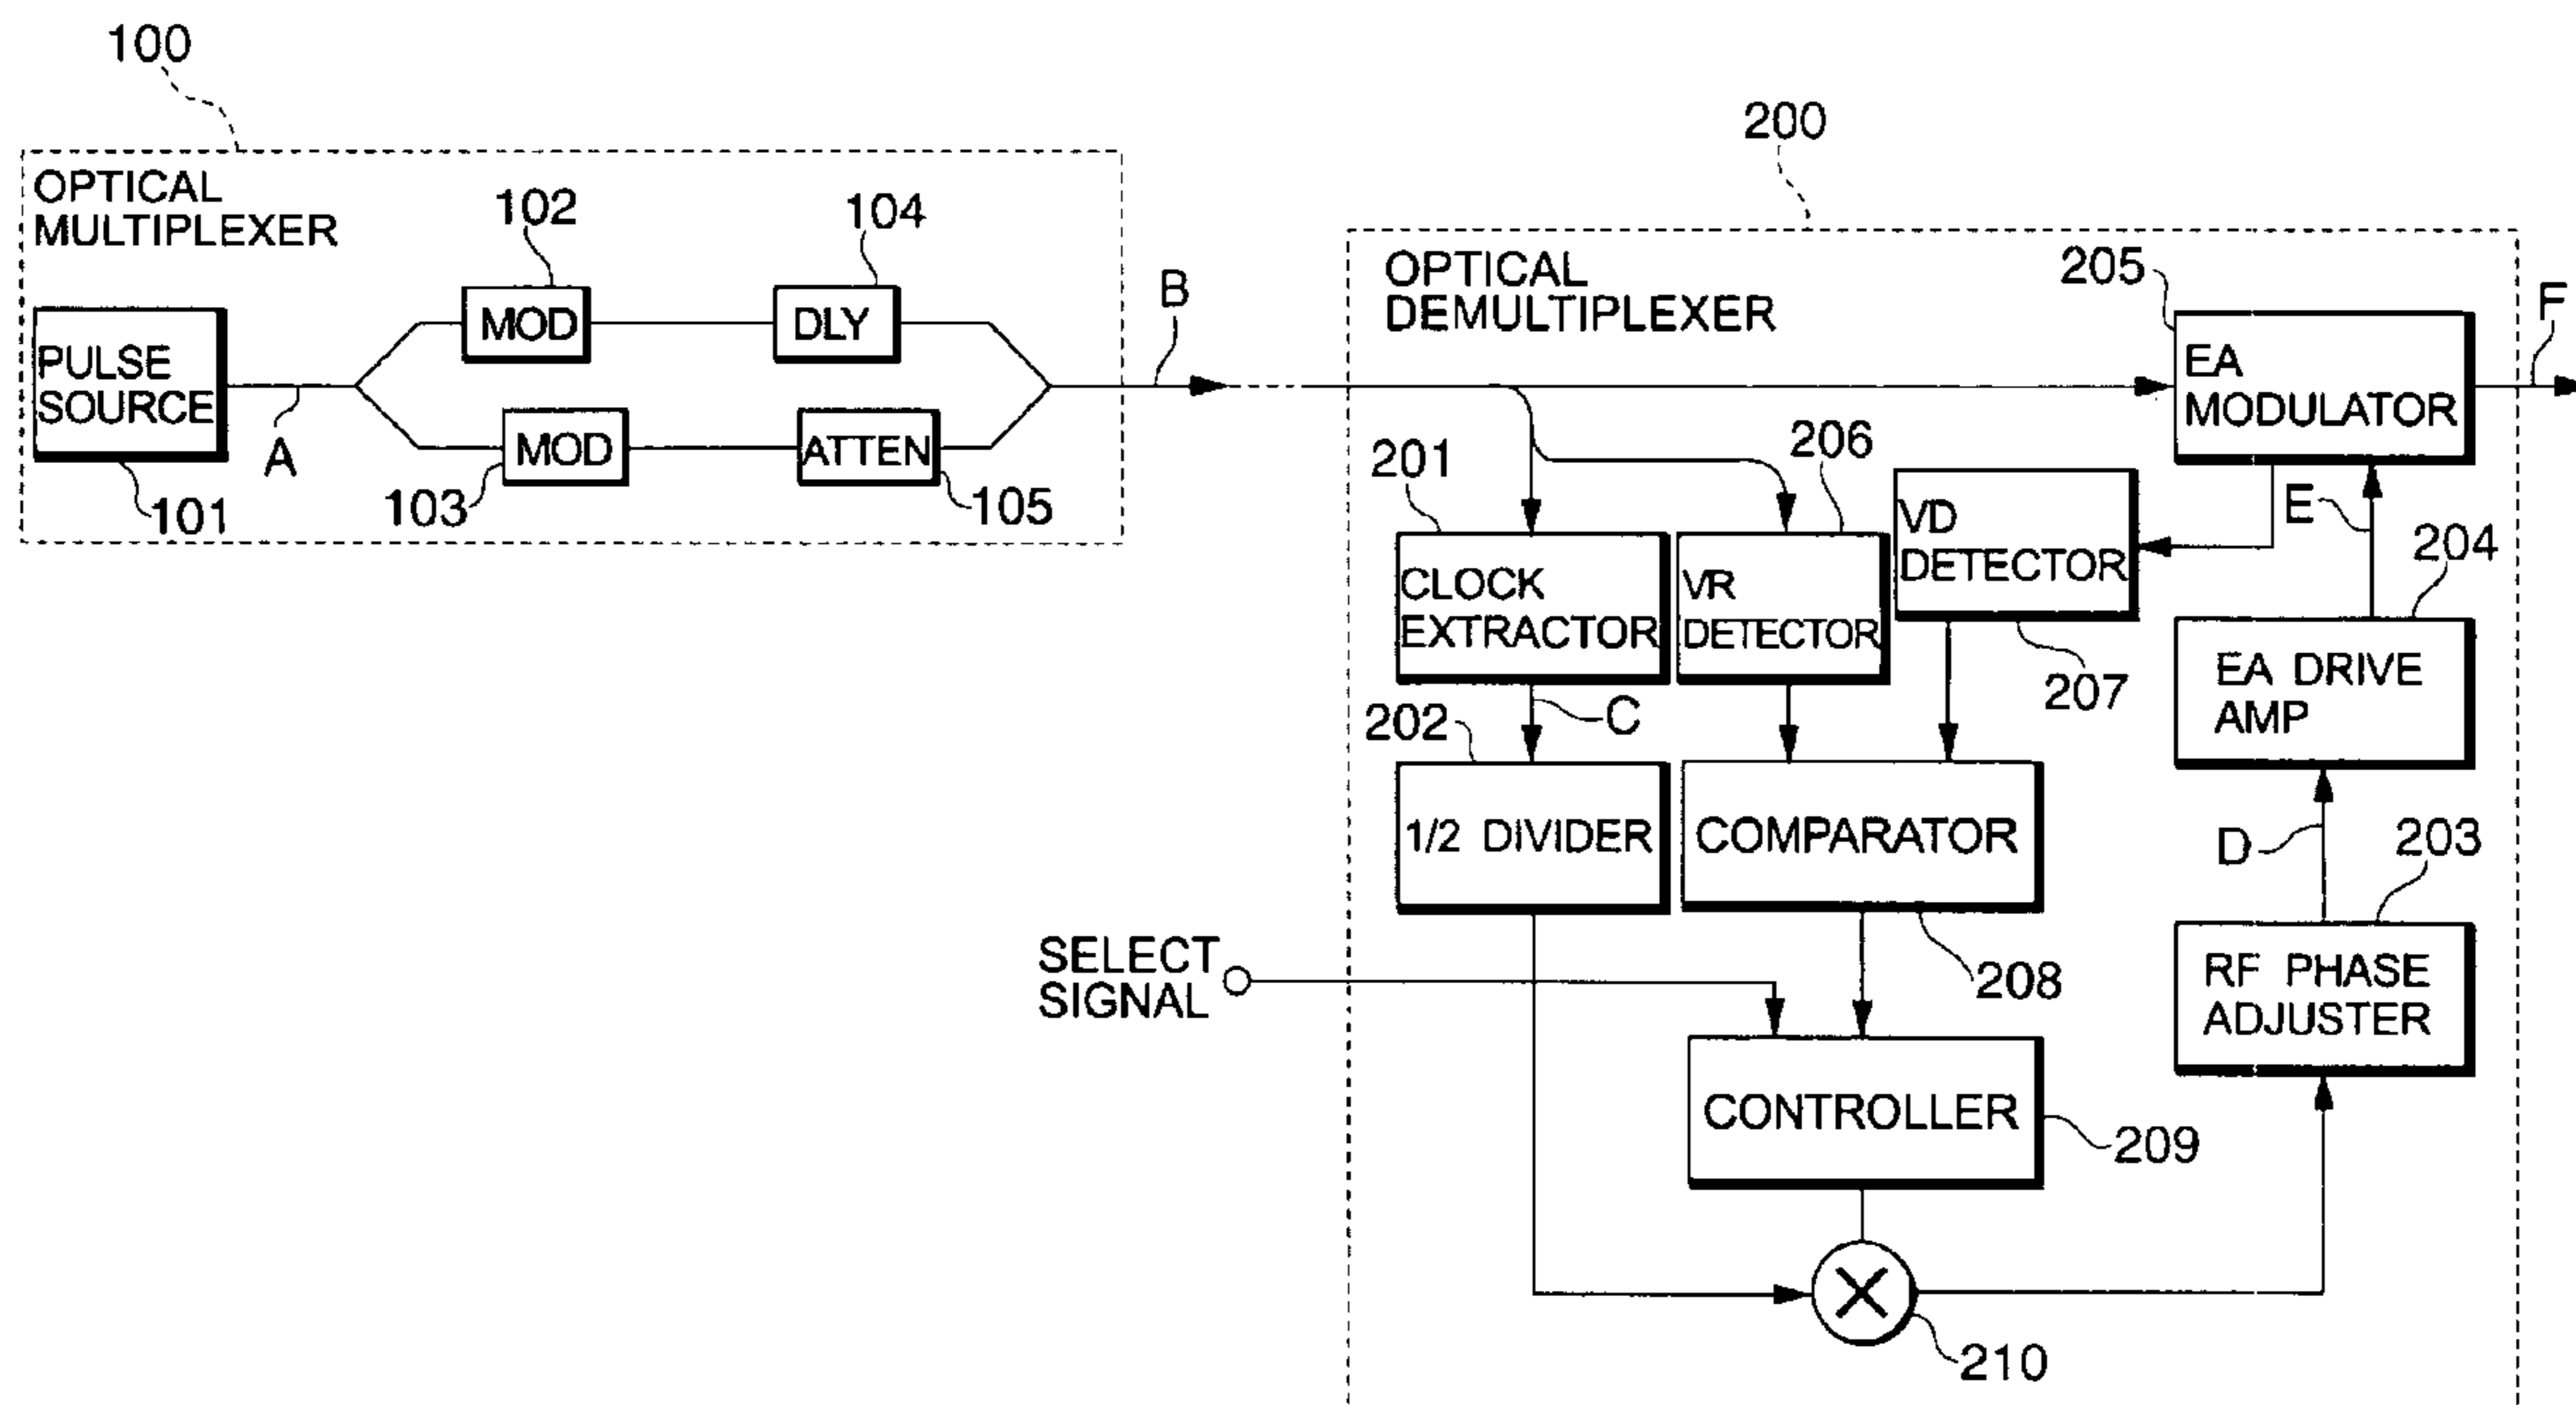 100
OPTICAL
MULTIPLEXER
102
104
PULSE
SOURCE
MOD
DLY
A
B
MOD
ATTEN
101
103
105
200
OPTICAL
DEMULTIPLEXER
205
F
EA
MODULATOR
201
206
VD
DETECTOR
E
204
CLOCK
EXTRACTOR
VR
DETECTOR
207
EA DRIVE
AMP
202
C
1/2 DIVIDER
COMPARATOR
D
203
SELECT
SIGNAL
208
RF PHASE
ADJUSTER
CONTROLLER
209
210